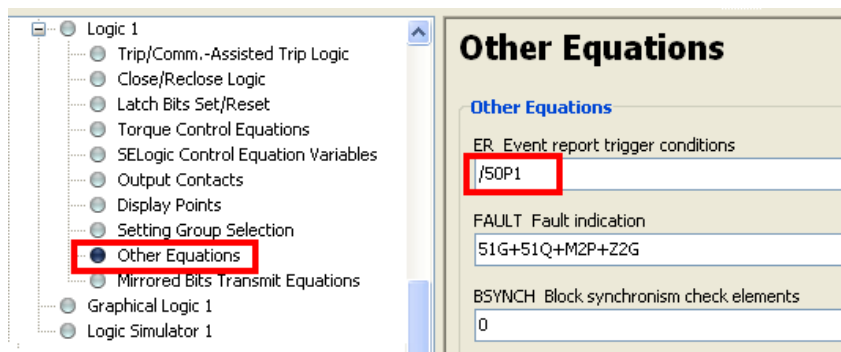 Logic 1
Trip/Comm.-Assisted Trip Logic
Close/Reclose Logic
Latch Bits Set/Reset
Torque Control Equations
SELogic Control Equation Variables
Output Contacts
Display Points
Setting Group Selection
Other Equations
Mirrored Bits Transmit Equations
Graphical Logic 1
Logic Simulator 1
Other Equations
Other Equations
ER Event report trigger conditions
/50P1
FAULT Fault indication
51G+51Q+M2P+Z2G
BSYNCH Block synchronism check elements
0